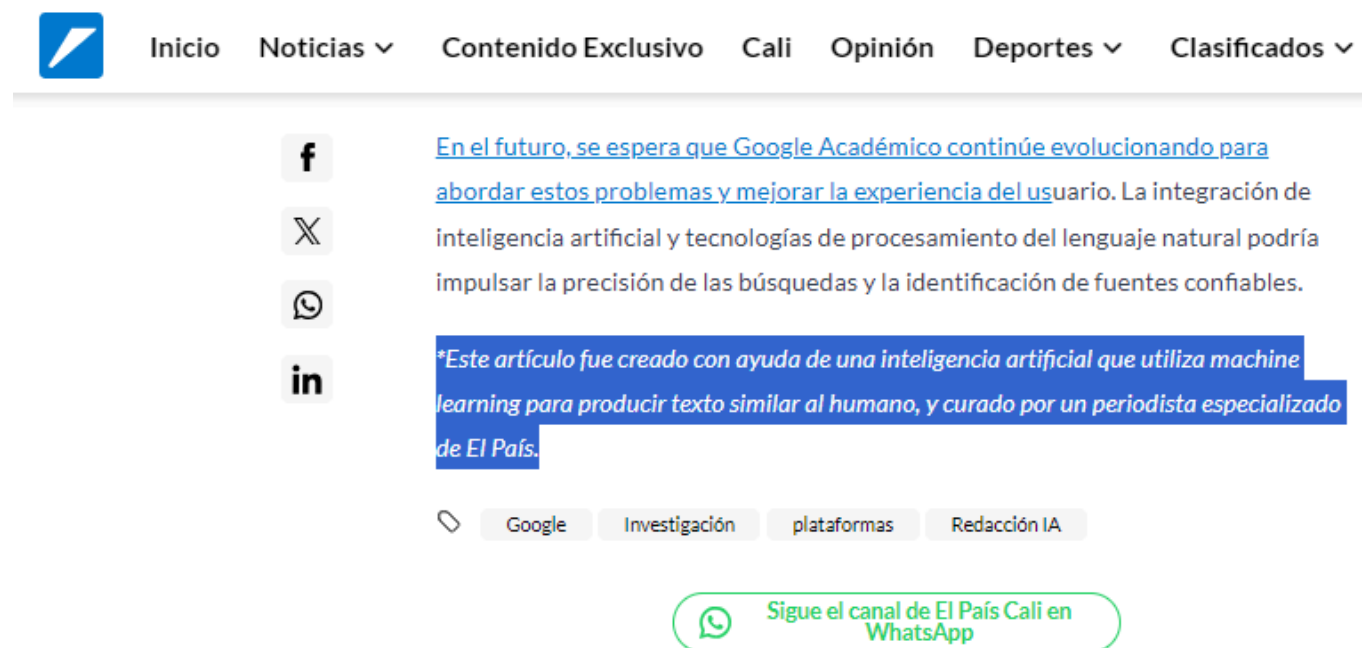 Inicio Noticias Contenido Exclusivo Cali Opinión Deportes Clasificados
En el futuro, se espera que Google Académico continúe evolucionando para
abordar estos problemas y mejorar la experiencia del usuario. La integración de
inteligencia artificial y tecnologías de procesamiento del lenguaje natural podría
impulsar la precisión de las búsquedas y la identificación de fuentes confiables.
*Este artículo fue creado con ayuda de una inteligencia artificial que utiliza machine
learning para producir texto similar al humano, y curado por un periodista especializado
de El País.
Google Investigación plataformas Redacción IA
Sigue el canal de El País Cali en
WhatsApp